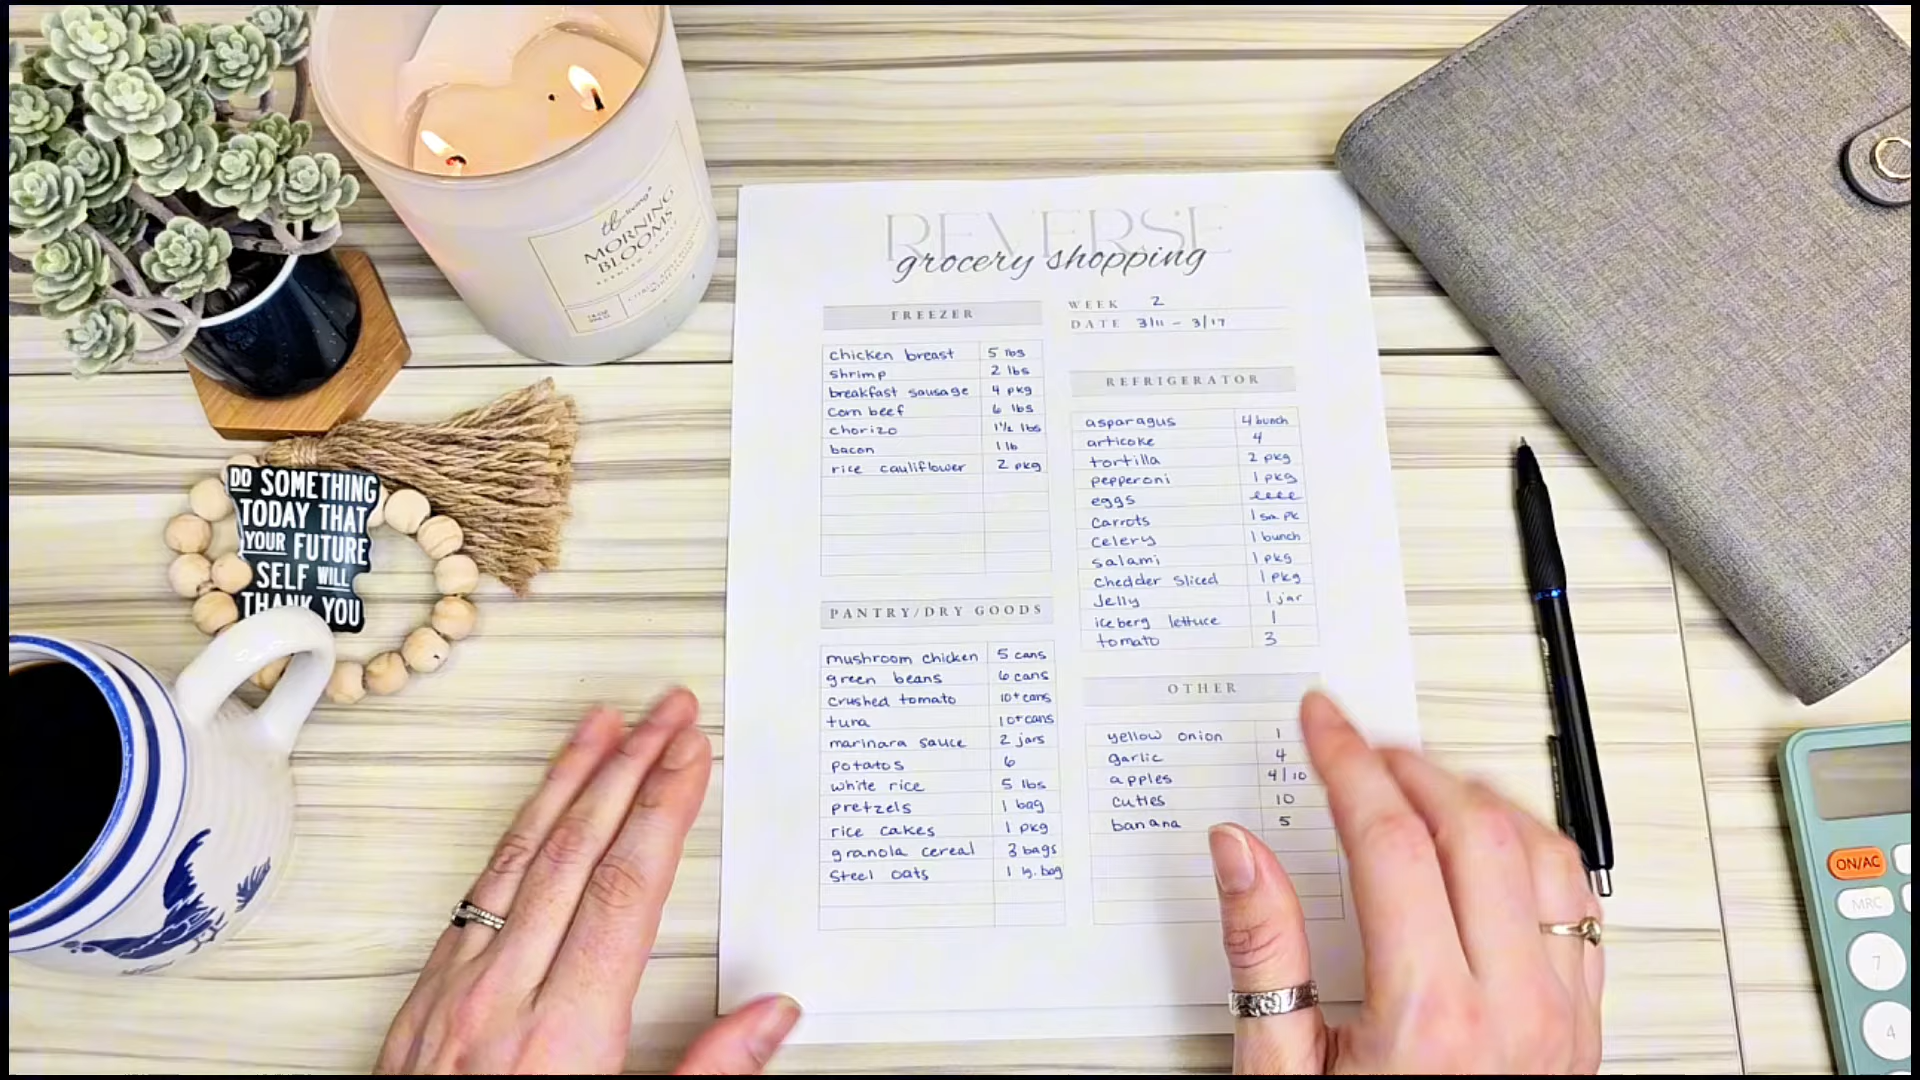 REVERSE
grocery shopping
WEEK 2
DATE 3/11 - 3/17
FREEZER
chicken breast 5 lbs
shrimp 2 lbs
breakfast sausage 4 pkg
Corn beef 6 lbs
chorizo 1½ lbs
bacon 1 lb
rice cauliflower 2 pkg
PANTRY/DRY GOODS
mushroom chicken 5 cans
green beans 6 cans
crushed tomato 10+ cans
tuna 10+ cans
marinara sauce 2 jars
potatos 6
white rice 5 lbs
pretzels 1 bag
rice cakes 1 pkg
granola cereal 3 bags
Steel oats 1 bag
REFRIGERATOR
asparagus 4 bunch
articoke 4
tortilla 2 pkg
pepperoni 1 pkg
eggs
carrots 1 pk
celery 1 bunch
salami 1 pkg
chedder sliced 1 pkg
Jelly 1 jar
iceberg lettuce 1
tomato 3
OTHER
yellow onion 1
garlic 4
apples 4/10
cuties 10
banana 5
MORNING
BLOOMS
DO SOMETHING
TODAY THAT
YOUR FUTURE
SELF WILL
THANK YOU
ON/AC
MRC
7
4